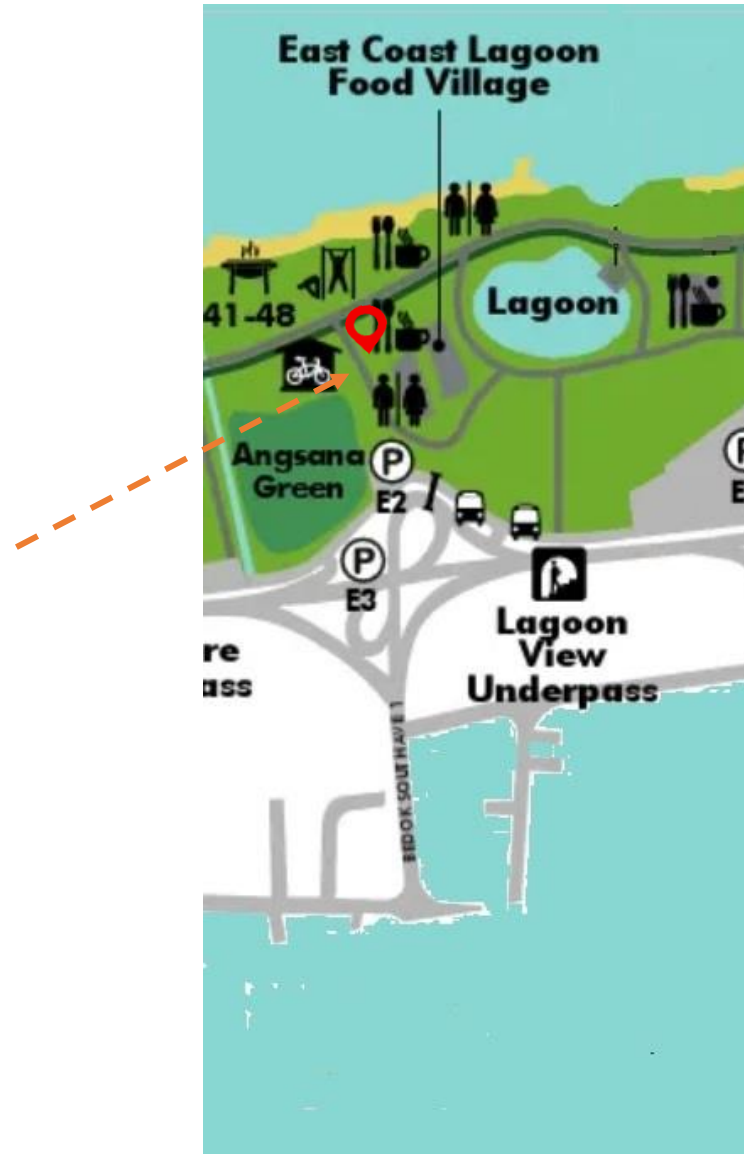 East Coast Lagoon
Food Village
41-48
Lagoon
Angsana
Green
P
E2
P
E3
P
E
Lagoon
View
Underpass
re
ass
BEDOK SOUTH AVE 1